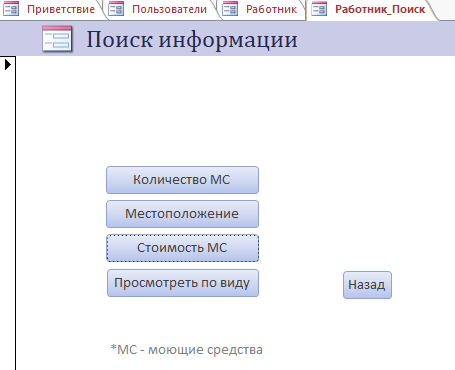 Приветствие Пользователи Работник Работник_Поиск
Поиск информации
Количество МС
Местоположение
Стоимость МС
Просмотреть по виду
Назад
*МС - моющие средства